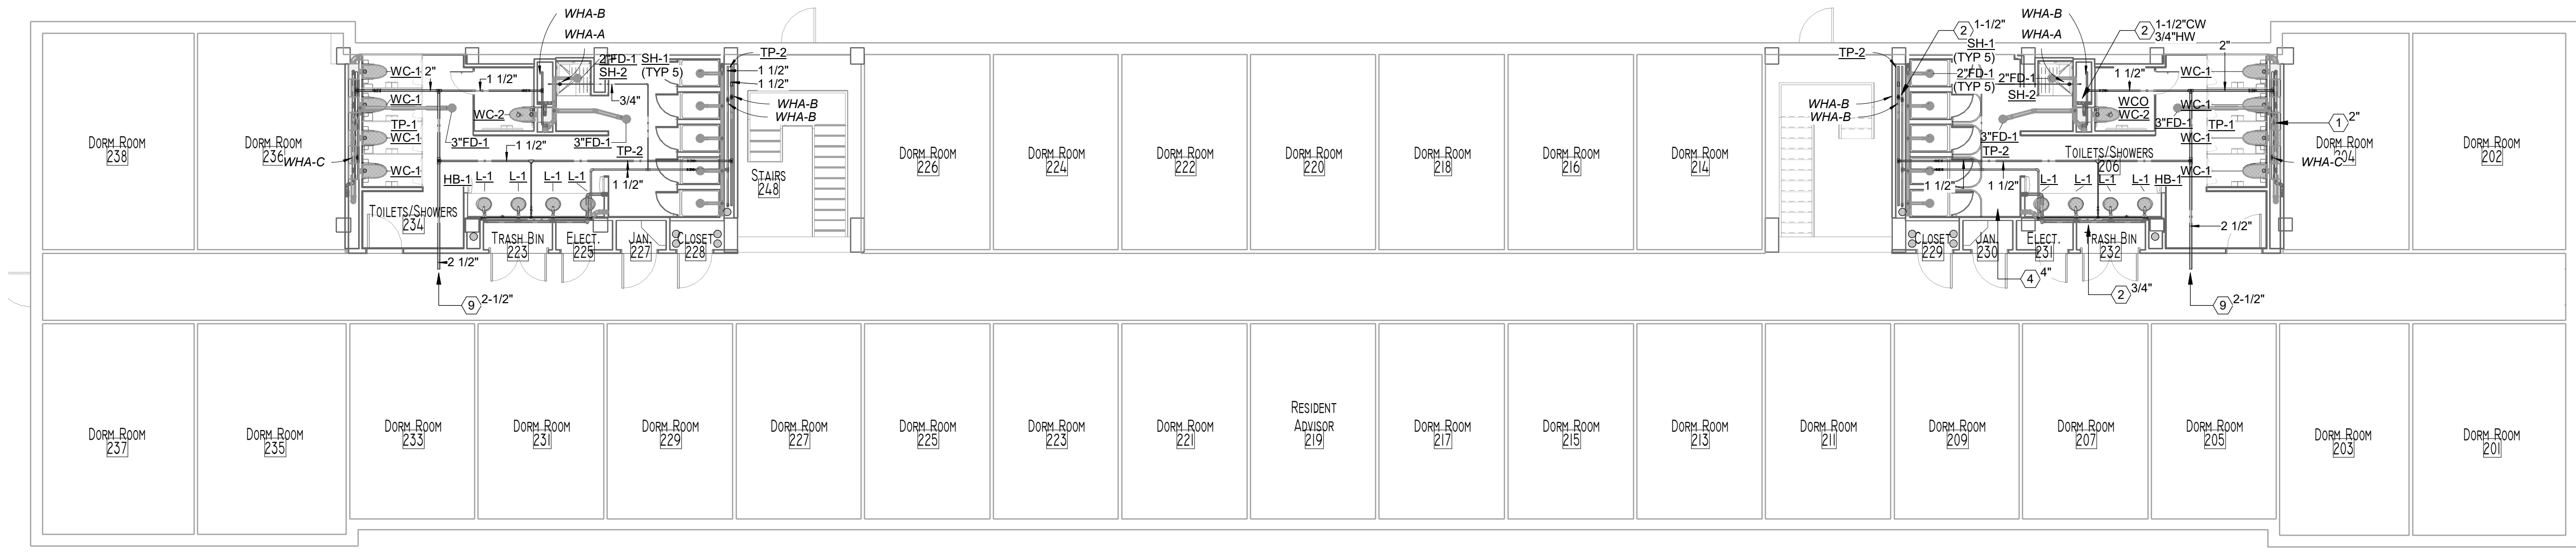 WHA-B
WHA-A
2"FD-1
SH-2
SH-1
(TYP 5)
TP-2
1 1/2"
1 1/2"
WHA-B
WHA-B
3/4"
WC-1
2"
1 1/2"
WC-1
WC-2
TP-1
WC-1
3"FD-1
3"FD-1
WHA-C
WC-1
1 1/2"
TP-2
HB-1
L-1
L-1
L-1
L-1
1 1/2"
TOILETS/SHOWERS
234
TRASH BIN
223
ELECT.
225
JAN.
227
CLOSET
228
2 1/2"
9
2-1/2"
STAIRS
248
DORM ROOM
238
DORM ROOM
236
DORM ROOM
226
DORM ROOM
224
DORM ROOM
222
DORM ROOM
220
DORM ROOM
218
DORM ROOM
216
DORM ROOM
214
TP-2
2
1-1/2"
SH-1
(TYP 5)
WHA-B
WHA-A
2
1-1/2"CW
3/4"HW
2"
2"FD-1
(TYP 5)
2"FD-1
SH-2
1 1/2"
WC-1
WHA-B
WHA-B
WCO
WC-2
WC-1
3"FD-1
3"FD-1
TP-1
WC-1
1
2"
TP-2
TOILETS/SHOWERS
206
WHA-C
WC-1
1 1/2"
1 1/2"
L-1
L-1
L-1
L-1
HB-1
2 1/2"
CLOSET
229
JAN.
230
ELECT.
231
TRASH BIN
232
4
4"
2
3/4"
9
2-1/2"
DORM ROOM
204
DORM ROOM
202
DORM ROOM
237
DORM ROOM
235
DORM ROOM
233
DORM ROOM
231
DORM ROOM
229
DORM ROOM
227
DORM ROOM
225
DORM ROOM
223
DORM ROOM
221
RESIDENT
ADVISOR
219
DORM ROOM
217
DORM ROOM
215
DORM ROOM
213
DORM ROOM
211
DORM ROOM
209
DORM ROOM
207
DORM ROOM
205
DORM ROOM
203
DORM ROOM
201